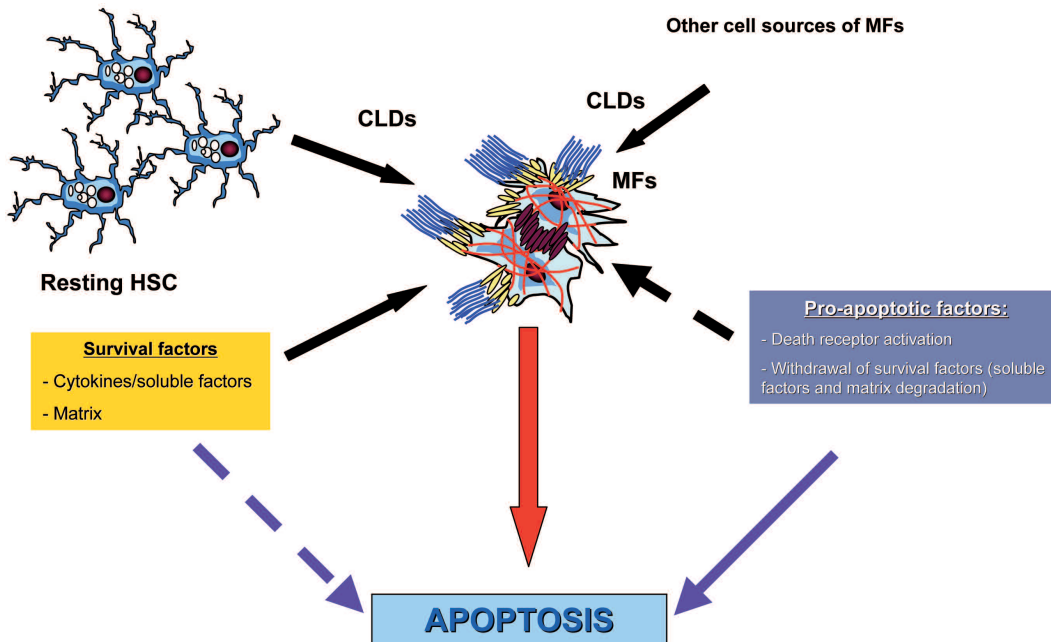 Other cell sources of MFs
CLDs
CLDs
MFs
Resting HSC
Survival factors
- Cytokines/soluble factors
- Matrix
Pro-apoptotic factors:
- Death receptor activation
- Withdrawal of survival factors (soluble
factors and matrix degradation)
APOPTOSIS